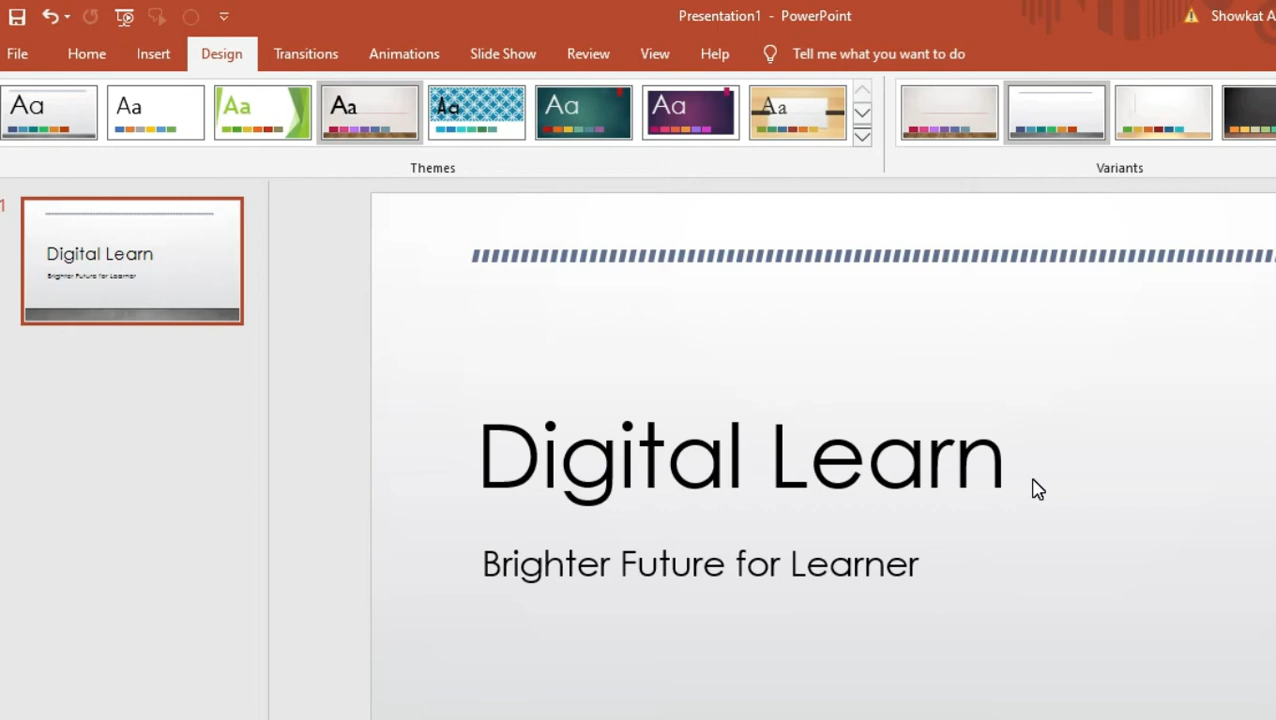 Presentation1 - PowerPoint
Showkat A
File Home Insert Design Transitions Animations Slide Show Review View Help Tell me what you want to do
Aa Aa Aa Aa Aa Aa Aa Aa
Themes Variants
1
Digital Learn
Brighter Future for Learner
Digital Learn
Brighter Future for Learner